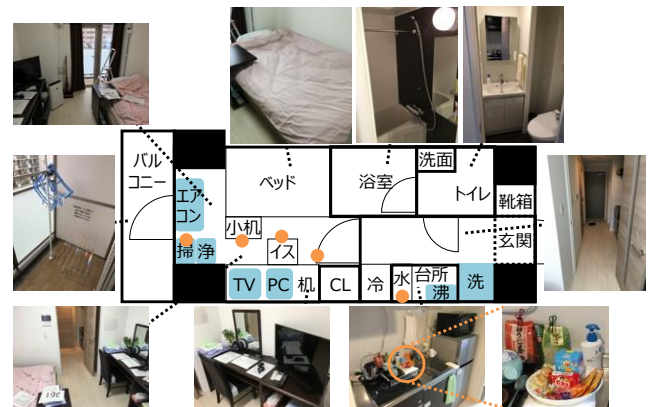 バル
コニー
エア
コン
掃 浄
小机
イス
ベッド
浴室
洗面
トイレ
靴箱
玄関
TV
PC
机
CL
冷
水
台所
沸
洗